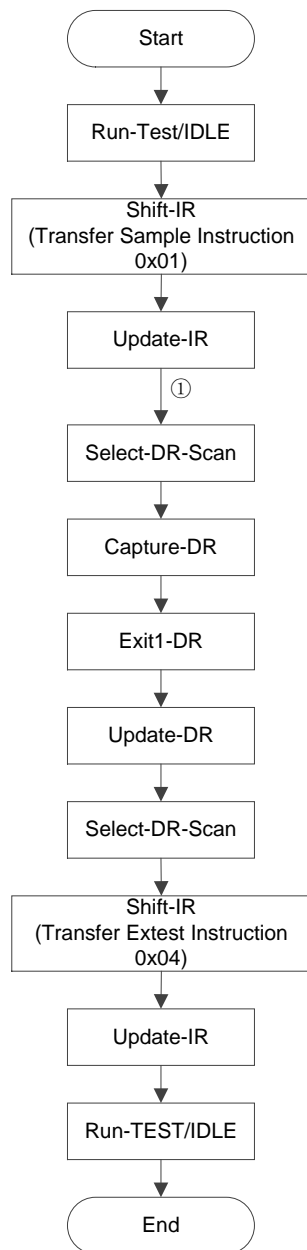 Start
Run-Test/IDLE
Shift-IR
(Transfer Sample Instruction
0x01)
Update-IR
①
Select-DR-Scan
Capture-DR
Exit1-DR
Update-DR
Select-DR-Scan
Shift-IR
(Transfer Extest Instruction
0x04)
Update-IR
Run-TEST/IDLE
End